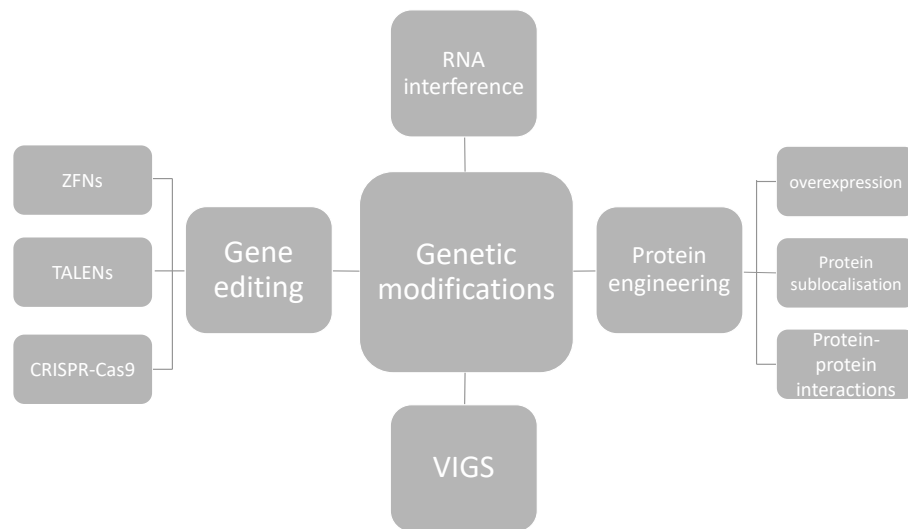 RNA
interference
ZFNs
TALENs
CRISPR-Cas9
Gene
editing
Genetic
modifications
Protein
engineering
overexpression
Protein
sublocalisation
Protein-
protein
interactions
VIGS